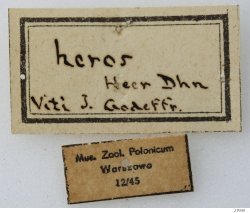 heros
Heer Dhn
Viti I. Godeffr.
Mus. Zool. Polonicum
Warszawa
12/45